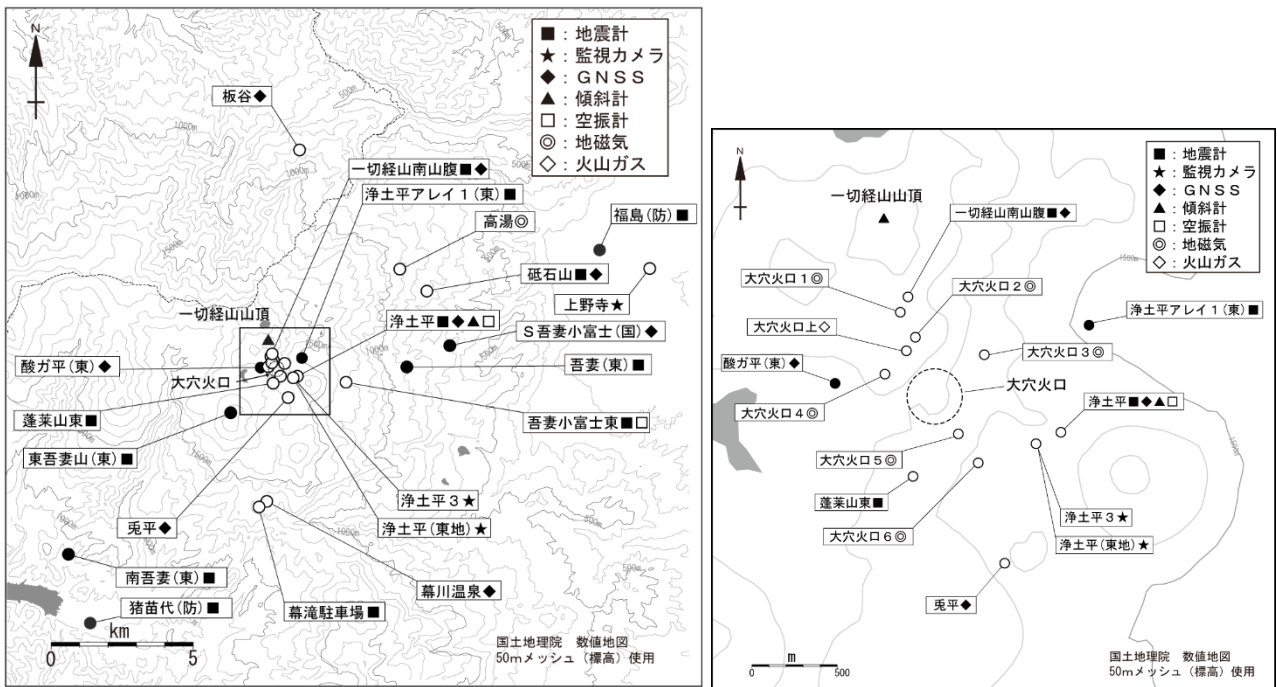 N
■：地震計
★：監視カメラ
◆：ＧＮＳＳ
▲：傾斜計
□：空振計
◎：地磁気
◇：火山ガス
板谷◆
一切経山南山腹■◆
浄土平アレイ１(東)■
高湯◎
福島(防)■
砥石山■◆
上野寺★
一切経山山頂
浄土平■◆▲□
Ｓ吾妻小富士(国)◆
酸ガ平(東)◆
大穴火口
吾妻(東)■
蓬莱山東■
吾妻小富士東■□
東吾妻山(東)■
浄土平３★
兎平◆
浄土平(東地)★
南吾妻(東)■
幕川温泉◆
猪苗代(防)■
幕滝駐車場■
km
0 5
500m
1000m
1500m
国土地理院 数値地図
50mメッシュ（標高）使用
N
■：地震計
★：監視カメラ
◆：ＧＮＳＳ
▲：傾斜計
□：空振計
◎：地磁気
◇：火山ガス
一切経山山頂
一切経山南山腹■◆
大穴火口１◎
大穴火口２◎
浄土平アレイ１(東)■
大穴火口上◇
大穴火口３◎
酸ガ平(東)◆
大穴火口
大穴火口４◎
浄土平■◆▲□
大穴火口５◎
蓬莱山東■
浄土平３★
大穴火口６◎
浄土平(東地)★
兎平◆
1500m
m
0 500
国土地理院 数値地図
50mメッシュ（標高）使用